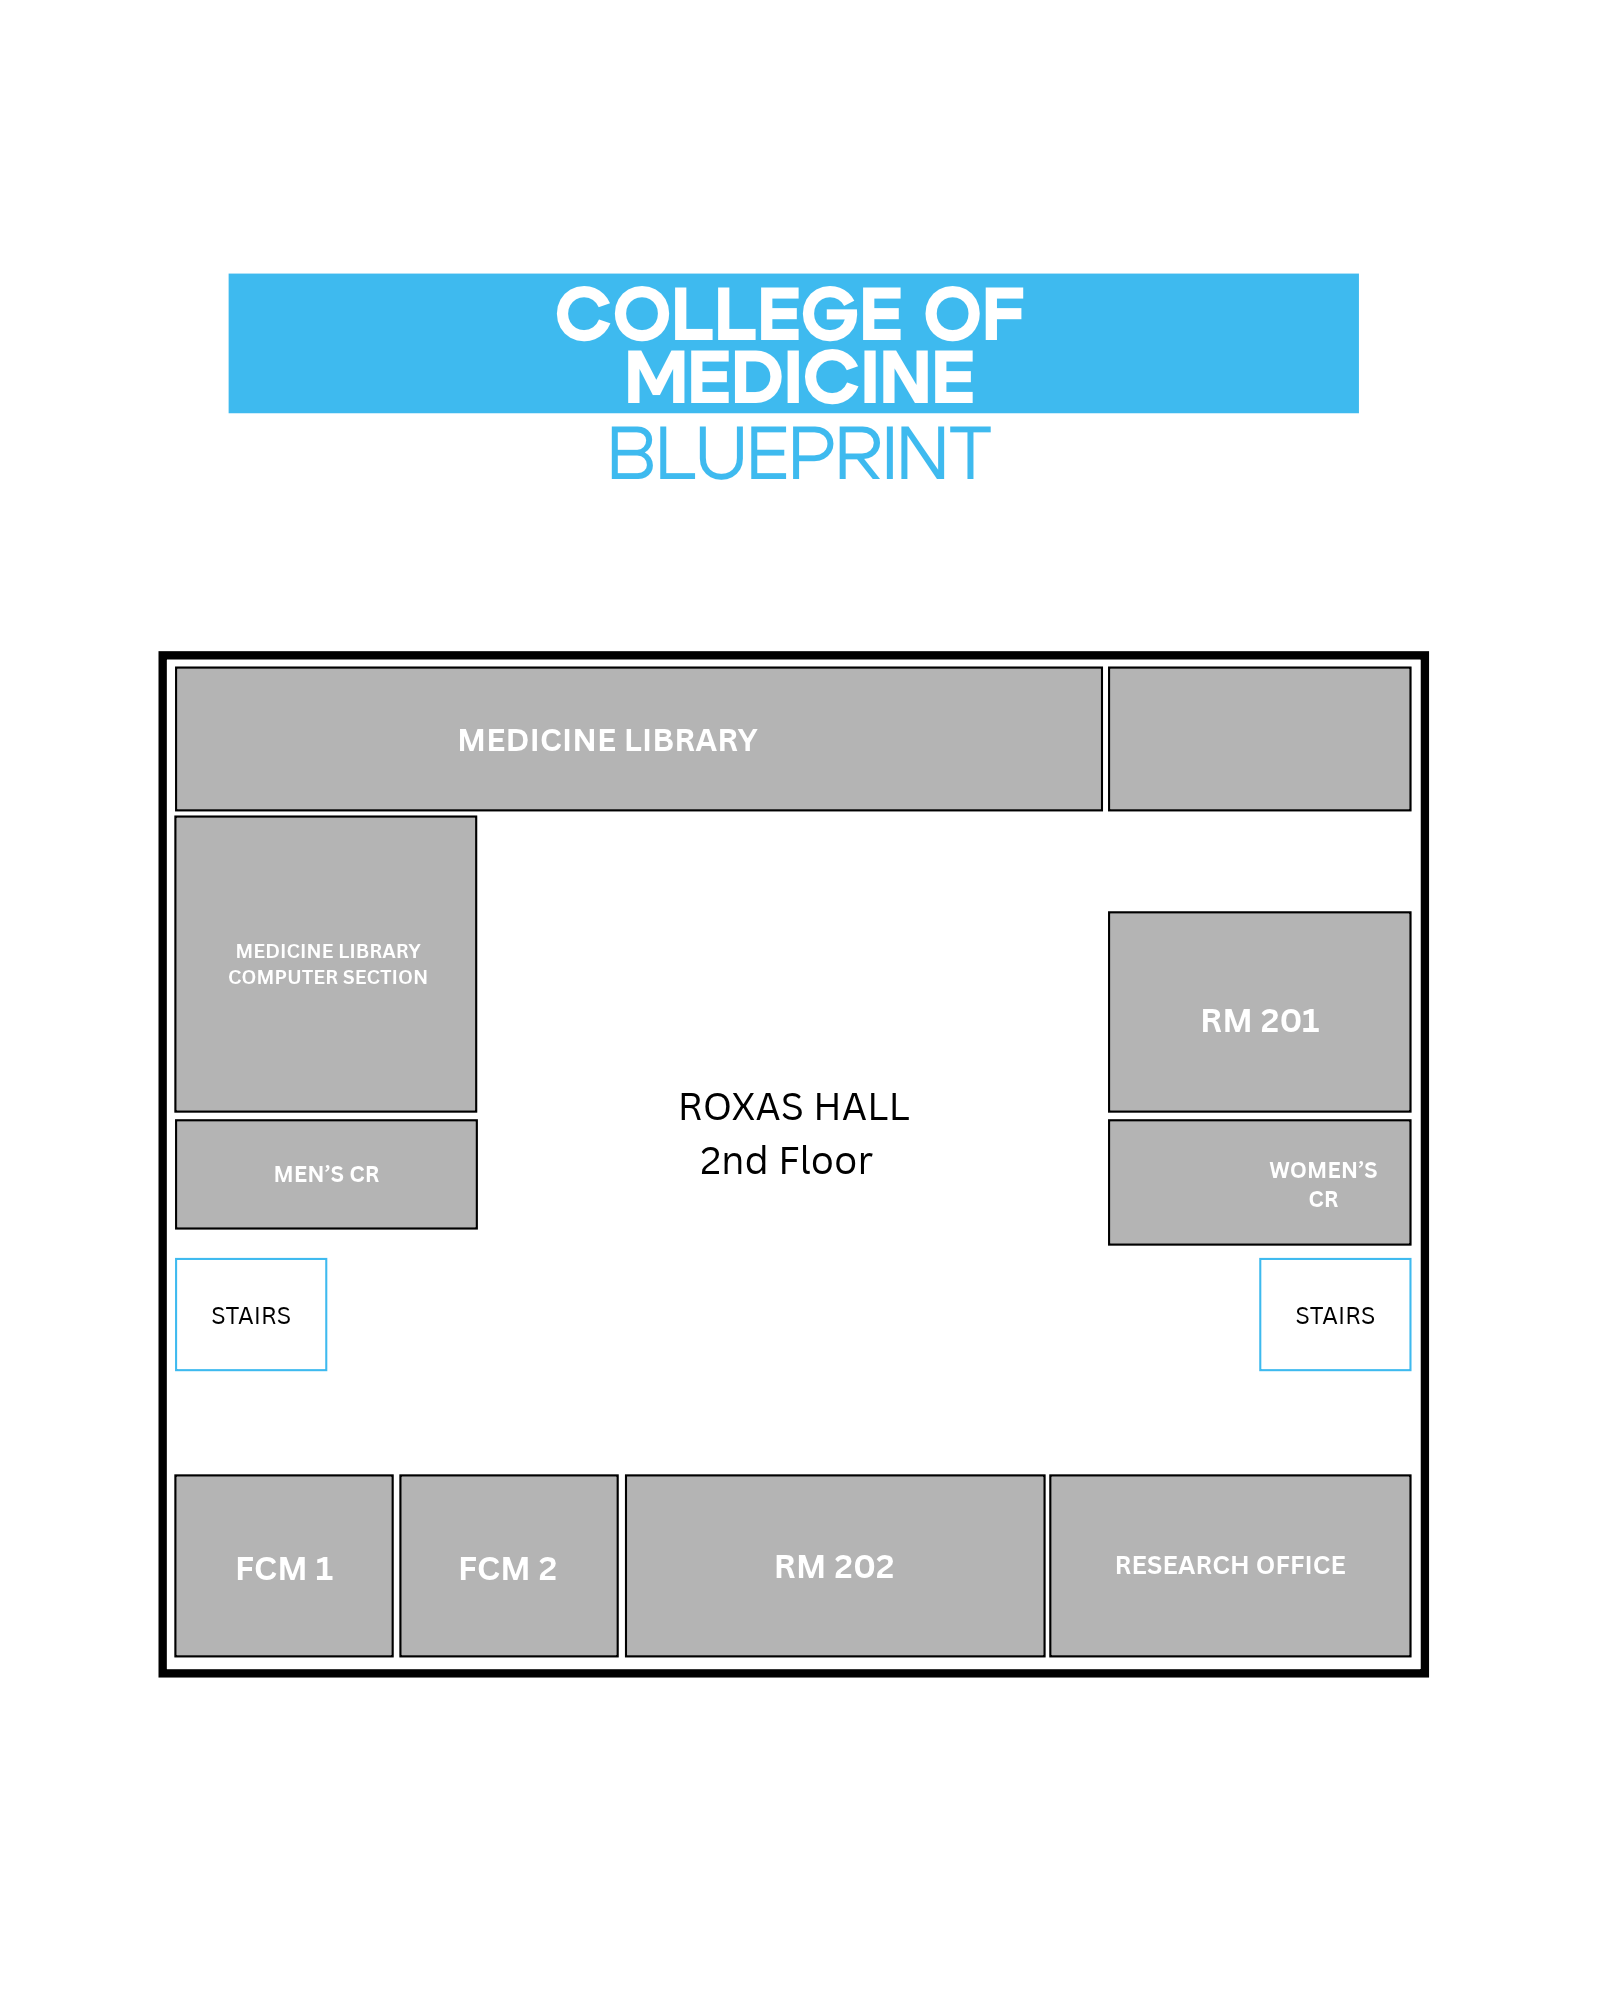 COLLEGE OF
MEDICINE
BLUEPRINT
MEDICINE LIBRARY
MEDICINE LIBRARY
COMPUTER SECTION
RM 201
ROXAS HALL
2nd Floor
MEN’S CR
WOMEN’S
CR
STAIRS
STAIRS
FCM 1
FCM 2
RM 202
RESEARCH OFFICE